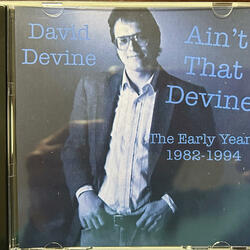 David
Devine
Ain't
That
Devine
The Early Year
1982-1994